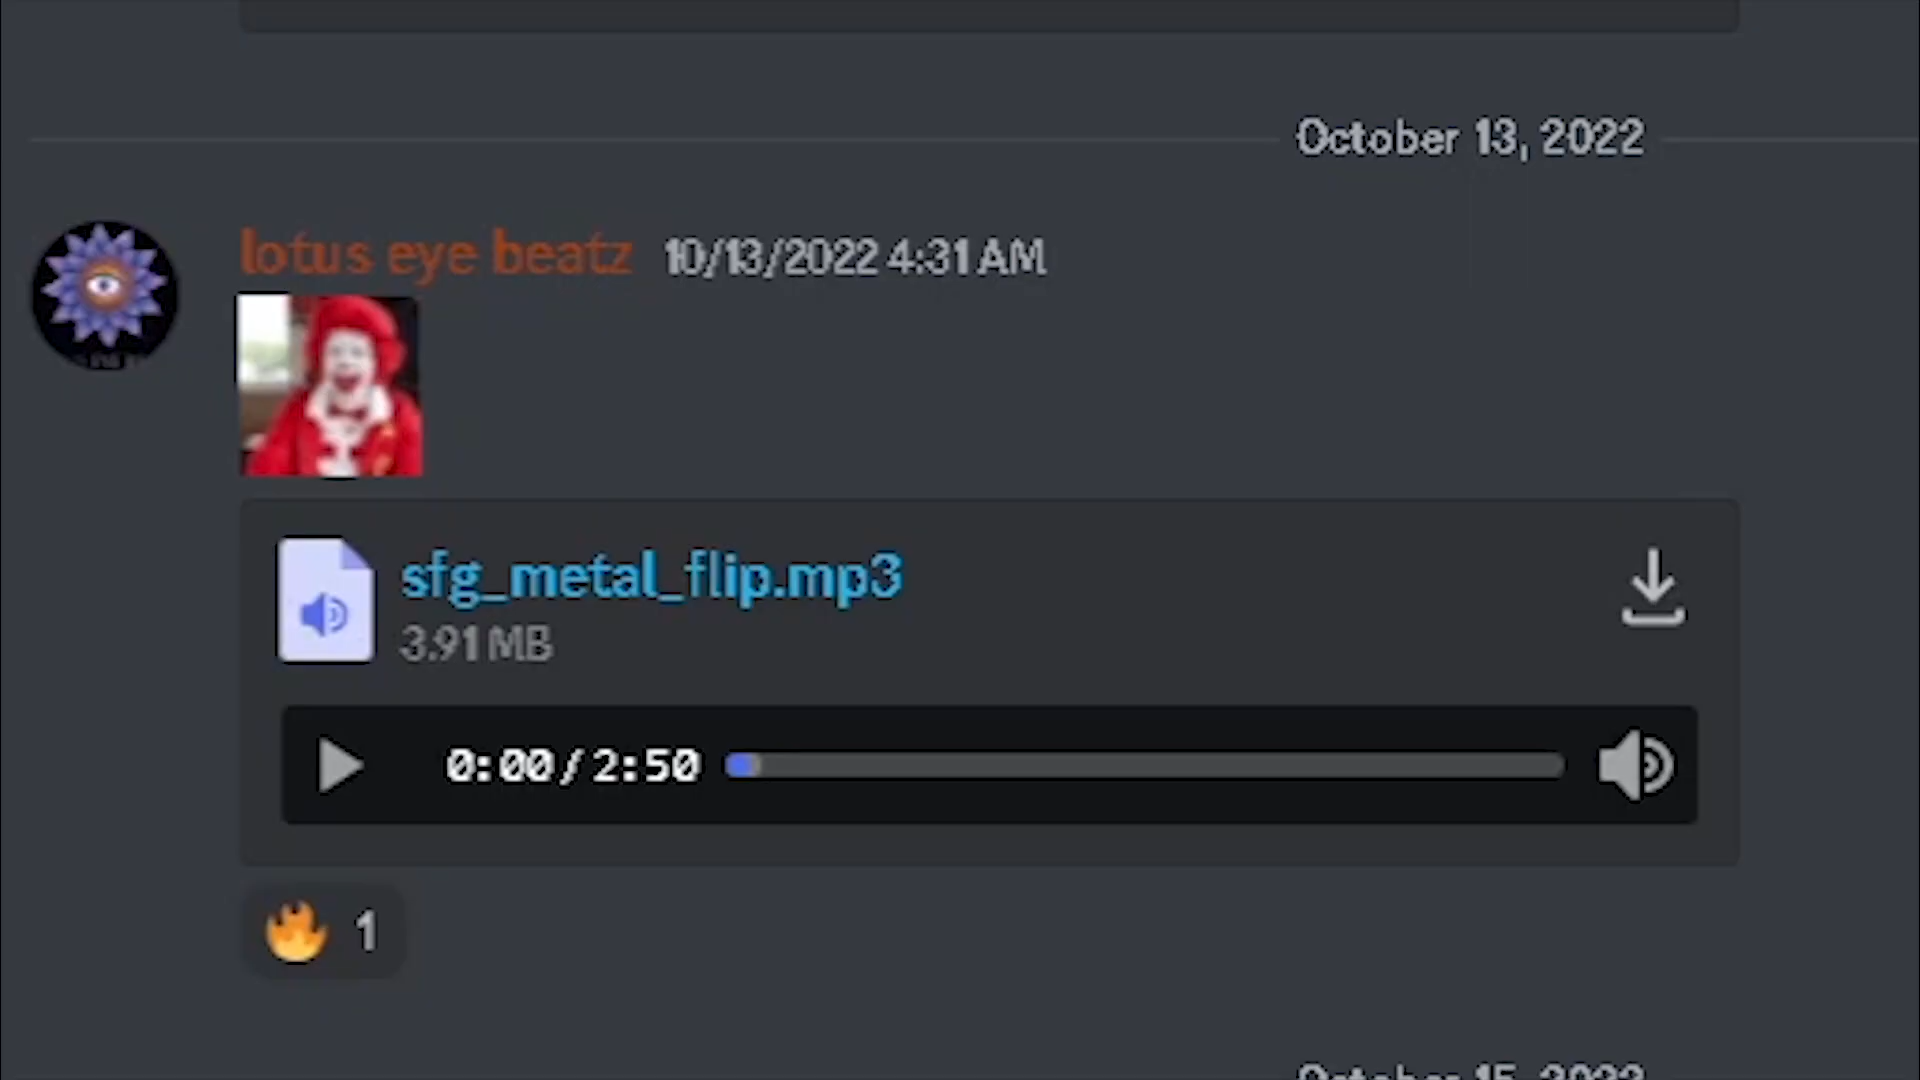 October 13, 2022
lotus eye beatz 10/13/2022 4:31 AM
sfg_metal_flip.mp3
3.91 MB
0:00 / 2:50
1
October 15, 2022